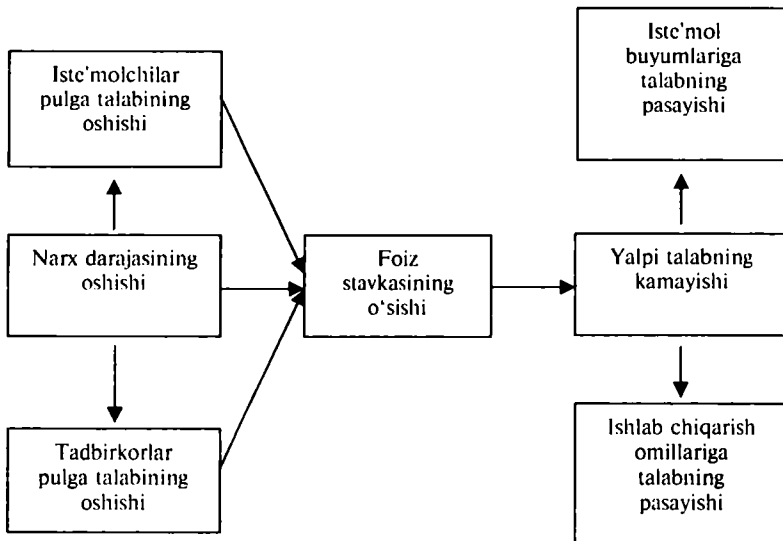 Iste'molchilar
pulga talabining
oshishi
Narx darajasining
oshishi
Tadbirkorlar
pulga talabining
oshishi
Foiz
stavkasining
o‘sishi
Iste'mol
buyumlariga
talabning
pasayishi
Yalpi talabning
kamayishi
Ishlab chiqarish
omillariga
talabning
pasayishi